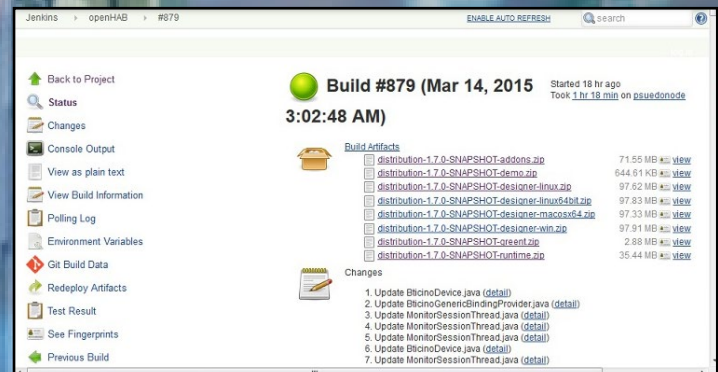 Jenkins › openHAB › #879
ENABLE AUTO REFRESH
search
?
Back to Project
Status
Changes
Console Output
View as plain text
View Build Information
Polling Log
Environment Variables
Git Build Data
Redeploy Artifacts
Test Result
See Fingerprints
Previous Build
Build #879 (Mar 14, 2015
3:02:48 AM)
Started 18 hr ago
Took 1 hr 18 min on psuedonode
Build Artifacts
distribution-1.7.0-SNAPSHOT-addons.zip 71.55 MB view
distribution-1.7.0-SNAPSHOT-demo.zip 644.61 KB view
distribution-1.7.0-SNAPSHOT-designer-linux.zip 97.62 MB view
distribution-1.7.0-SNAPSHOT-designer-linux64bit.zip 97.83 MB view
distribution-1.7.0-SNAPSHOT-designer-macosx64.zip 97.33 MB view
distribution-1.7.0-SNAPSHOT-designer-win.zip 97.91 MB view
distribution-1.7.0-SNAPSHOT-greent.zip 2.88 MB view
distribution-1.7.0-SNAPSHOT-runtime.zip 35.44 MB view
Changes
1. Update BticinoDevice.java (detail)
2. Update BticinoGenericBindingProvider.java (detail)
3. Update MonitorSessionThread.java (detail)
4. Update MonitorSessionThread.java (detail)
5. Update MonitorSessionThread.java (detail)
6. Update BticinoDevice.java (detail)
7. Update MonitorSessionThread.java (detail)